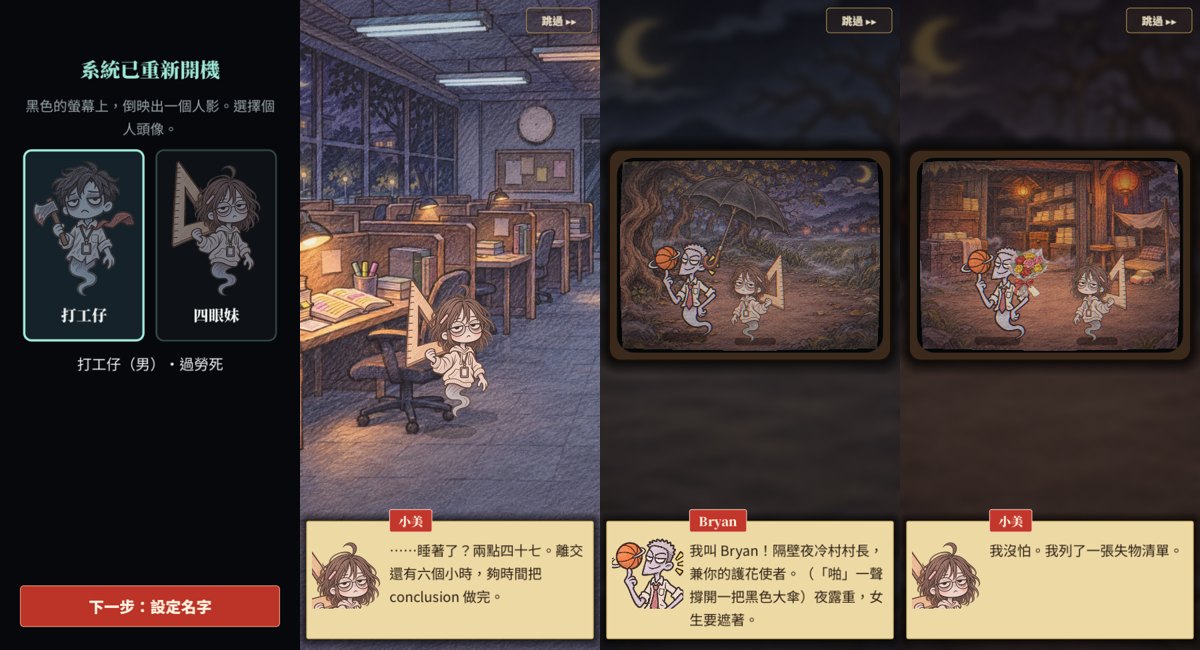 系統已重新開機
黑色的螢幕上，倒映出一個人影。選擇個
人頭像。
打工仔
四眼妹
打工仔（男）·過勞死
下一步：設定名字
跳過 ▸▸
小美
⋯⋯睡著了？兩點四十七。離交
還有六個小時，夠時間把
conclusion 做完。
跳過 ▸▸
Bryan
我叫 Bryan！隔壁夜冷村村長，
兼你的護花使者。（「啪」一聲
撐開一把黑色大傘）夜露重，女
生要遮著。
跳過 ▸▸
小美
我沒怕。我列了一張失物清單。